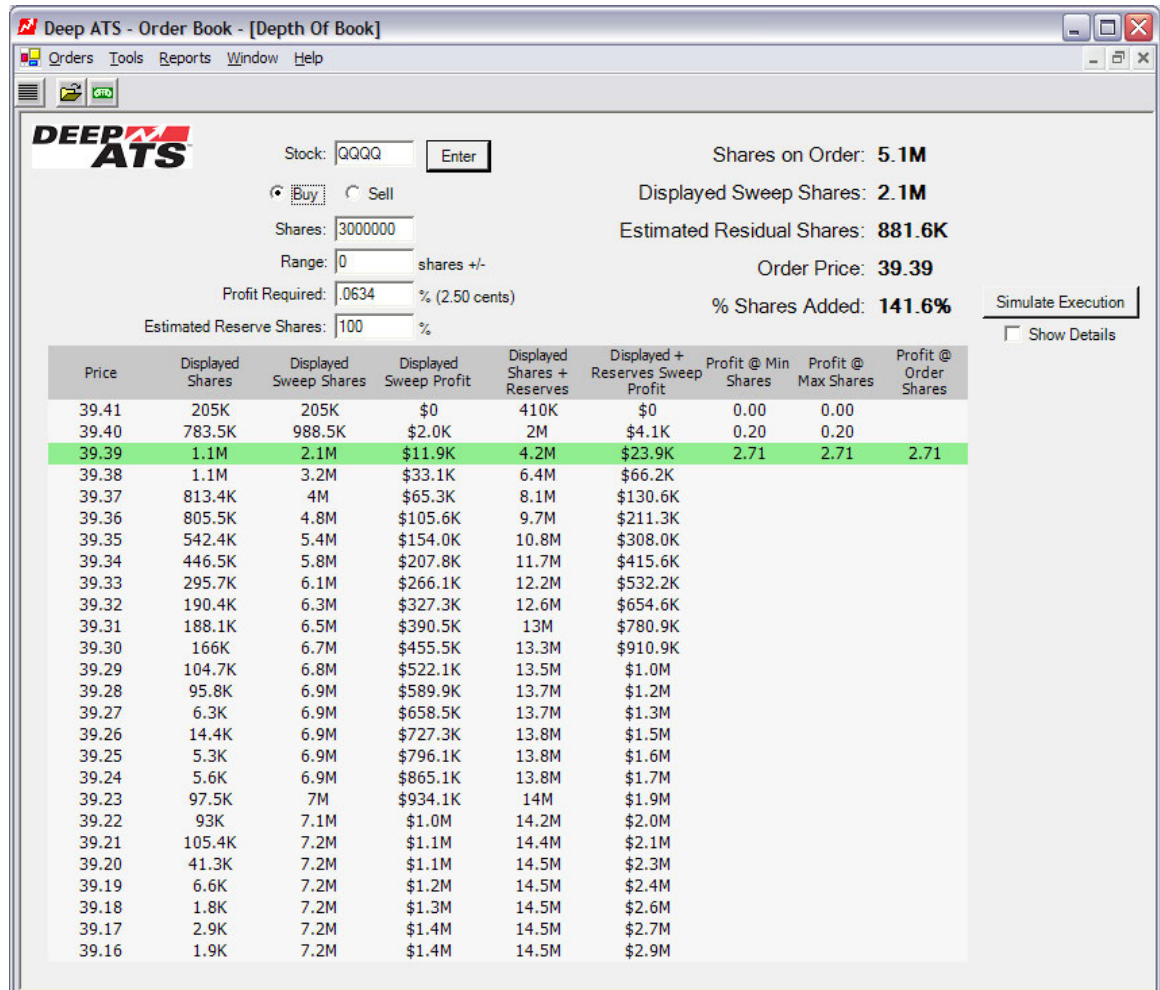 Deep ATS - Order Book - [Depth Of Book]
Orders Tools Reports Window Help
DEEP
ATS
Stock: QQQQ Enter
Buy Sell
Shares: 3000000
Range: 0 shares +/-
Profit Required: .0634 % (2.50 cents)
Estimated Reserve Shares: 100 %
Shares on Order: 5.1M
Displayed Sweep Shares: 2.1M
Estimated Residual Shares: 881.6K
Order Price: 39.39
% Shares Added: 141.6%
Simulate Execution
Show Details
Price Displayed Shares Displayed Sweep Shares Displayed Sweep Profit Displayed Shares + Reserves Displayed + Reserves Sweep Profit Profit @ Min Shares Profit @ Max Shares Profit @ Order Shares
39.41 205K 205K $0 410K $0 0.00 0.00
39.40 783.5K 988.5K $2.0K 2M $4.1K 0.20 0.20
39.39 1.1M 2.1M $11.9K 4.2M $23.9K 2.71 2.71 2.71
39.38 1.1M 3.2M $33.1K 6.4M $66.2K
39.37 813.4K 4M $65.3K 8.1M $130.6K
39.36 805.5K 4.8M $105.6K 9.7M $211.3K
39.35 542.4K 5.4M $154.0K 10.8M $308.0K
39.34 446.5K 5.8M $207.8K 11.7M $415.6K
39.33 295.7K 6.1M $266.1K 12.2M $532.2K
39.32 190.4K 6.3M $327.3K 12.6M $654.6K
39.31 188.1K 6.5M $390.5K 13M $780.9K
39.30 166K 6.7M $455.5K 13.3M $910.9K
39.29 104.7K 6.8M $522.1K 13.5M $1.0M
39.28 95.8K 6.9M $589.9K 13.7M $1.2M
39.27 6.3K 6.9M $658.5K 13.7M $1.3M
39.26 14.4K 6.9M $727.3K 13.8M $1.5M
39.25 5.3K 6.9M $796.1K 13.8M $1.6M
39.24 5.6K 6.9M $865.1K 13.8M $1.7M
39.23 97.5K 7M $934.1K 14M $1.9M
39.22 93K 7.1M $1.0M 14.2M $2.0M
39.21 105.4K 7.2M $1.1M 14.4M $2.1M
39.20 41.3K 7.2M $1.1M 14.5M $2.3M
39.19 6.6K 7.2M $1.2M 14.5M $2.4M
39.18 1.8K 7.2M $1.3M 14.5M $2.6M
39.17 2.9K 7.2M $1.4M 14.5M $2.7M
39.16 1.9K 7.2M $1.4M 14.5M $2.9M